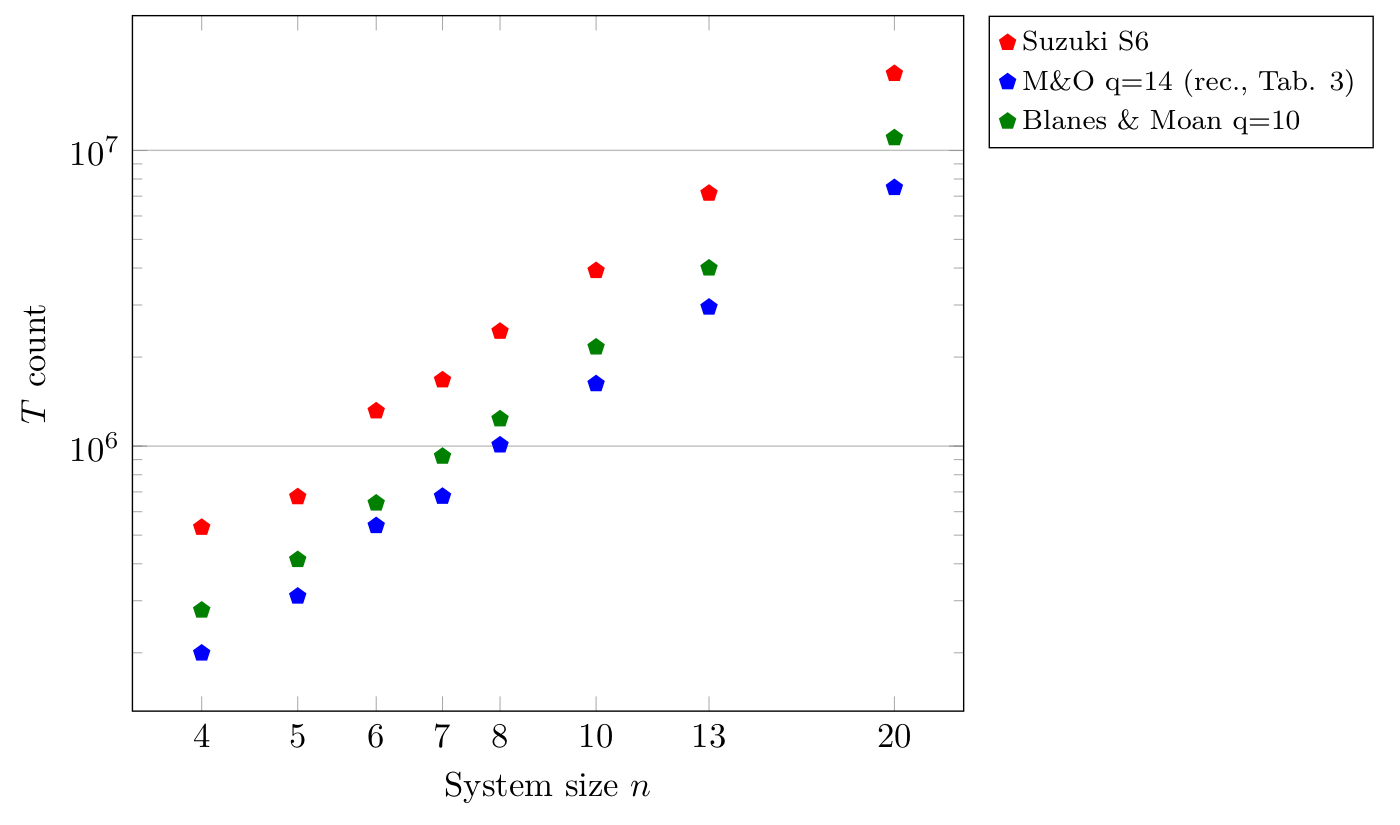 Suzuki S6
M&O q=14 (rec., Tab. 3)
Blanes & Moan q=10
10^7
10^6
T count
4 5 6 7 8 10 13 20
System size n